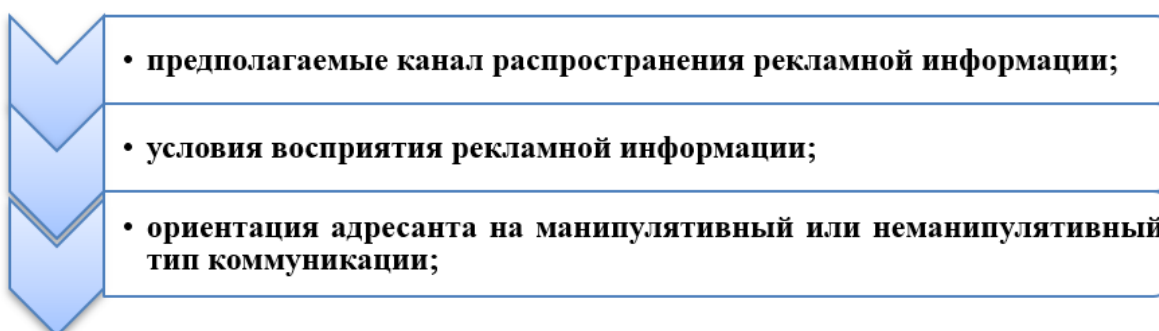 • предполагаемые канал распространения рекламной информации;
• условия восприятия рекламной информации;
• ориентация адресанта на манипулятивный или неманипулятивный
тип коммуникации;